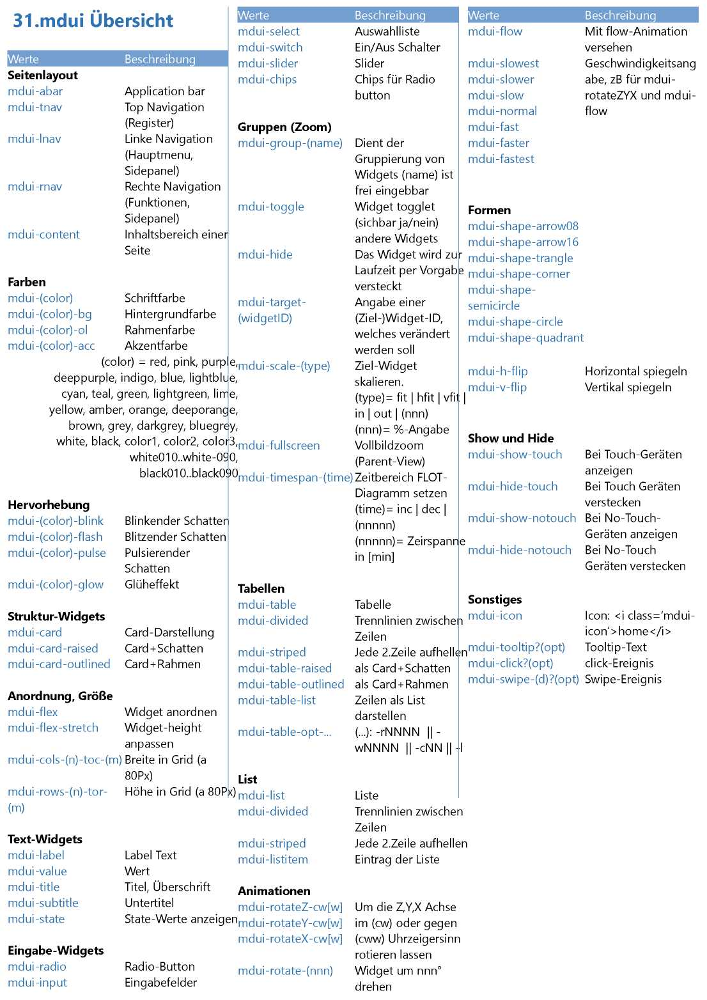 31.mdui Übersicht
Werte Beschreibung
Seitenlayout
mdui-abar Application bar
mdui-tnav Top Navigation
(Register)
mdui-lnav Linke Navigation
(Hauptmenu,
Sidepanel)
mdui-rnav Rechte Navigation
(Funktionen,
Sidepanel)
mdui-content Inhaltsbereich einer
Seite
Farben
mdui-(color) Schriftfarbe
mdui-(color)-bg Hintergrundfarbe
mdui-(color)-ol Rahmenfarbe
mdui-(color)-acc Akzentfarbe
(color) = red, pink, purple,
deeppurple, indigo, blue, lightblue,
cyan, teal, green, lightgreen, lime,
yellow, amber, orange, deeporange,
brown, grey, darkgrey, bluegrey,
white, black, color1, color2, color3,
white010..white-090,
black010..black090
Hervorhebung
mdui-(color)-blink Blinkender Schatten
mdui-(color)-flash Blitzender Schatten
mdui-(color)-pulse Pulsierender
Schatten
mdui-(color)-glow Glüheffekt
Struktur-Widgets
mdui-card Card-Darstellung
mdui-card-raised Card+Schatten
mdui-card-outlined Card+Rahmen
Anordnung, Größe
mdui-flex Widget anordnen
mdui-flex-stretch Widget-height
anpassen
mdui-cols-(n)-toc-(m) Breite in Grid (a
80Px)
mdui-rows-(n)-tor- Höhe in Grid (a 80Px)
(m)
Text-Widgets
mdui-label Label Text
mdui-value Wert
mdui-title Titel, Überschrift
mdui-subtitle Untertitel
mdui-state State-Werte anzeigen
Eingabe-Widgets
mdui-radio Radio-Button
mdui-input Eingabefelder
Werte Beschreibung
mdui-select Auswahlliste
mdui-switch Ein/Aus Schalter
mdui-slider Slider
mdui-chips Chips für Radio
button
Gruppen (Zoom)
mdui-group-(name) Dient der
Gruppierung von
Widgets (name) ist
frei eingebbar
mdui-toggle Widget togglet
(sichbar ja/nein)
andere Widgets
mdui-hide Das Widget wird zur
Laufzeit per Vorgabe
versteckt
mdui-target- Angabe einer
(widgetID) (Ziel-)Widget-ID,
welches verändert
werden soll
mdui-scale-(type) Ziel-Widget
skalieren.
(type)= fit | hfit | vfit |
in | out | (nnn)
(nnn)= %-Angabe
mdui-fullscreen Vollbildzoom
(Parent-View)
mdui-timespan-(time) Zeitbereich FLOT-
Diagramm setzen
(time)= inc | dec |
(nnnnn)
(nnnnn)= Zeirspanne
in [min]
Tabellen
mdui-table Tabelle
mdui-divided Trennlinien zwischen
Zeilen
mdui-striped Jede 2.Zeile aufhellen
mdui-table-raised als Card+Schatten
mdui-table-outlined als Card+Rahmen
mdui-table-list Zeilen als List
darstellen
mdui-table-opt-... (...): -rNNNN || -
wNNNN || -cNN || -l
List
mdui-list Liste
mdui-divided Trennlinien zwischen
Zeilen
mdui-striped Jede 2.Zeile aufhellen
mdui-listitem Eintrag der Liste
Animationen
mdui-rotateZ-cw[w] Um die Z,Y,X Achse
mdui-rotateY-cw[w] im (cw) oder gegen
mdui-rotateX-cw[w] (cww) Uhrzeigersinn
rotieren lassen
mdui-rotate-(nnn) Widget um nnn°
drehen
Werte Beschreibung
mdui-flow Mit flow-Animation
versehen
mdui-slowest Geschwindigkeitsang
mdui-slower abe, zB für mdui-
mdui-slow rotateZYX und mdui-
mdui-normal flow
mdui-fast
mdui-faster
mdui-fastest
Formen
mdui-shape-arrow08
mdui-shape-arrow16
mdui-shape-trangle
mdui-shape-corner
mdui-shape-
semicircle
mdui-shape-circle
mdui-shape-quadrant
mdui-h-flip Horizontal spiegeln
mdui-v-flip Vertikal spiegeln
Show und Hide
mdui-show-touch Bei Touch-Geräten
anzeigen
mdui-hide-touch Bei Touch Geräten
verstecken
mdui-show-notouch Bei No-Touch-
Geräten anzeigen
mdui-hide-notouch Bei No-Touch
Geräten verstecken
Sonstiges
mdui-icon Icon: <i class='mdui-
icon'>home</i>
mdui-tooltip?(opt) Tooltip-Text
mdui-click?(opt) click-Ereignis
mdui-swipe-(d)?(opt) Swipe-Ereignis